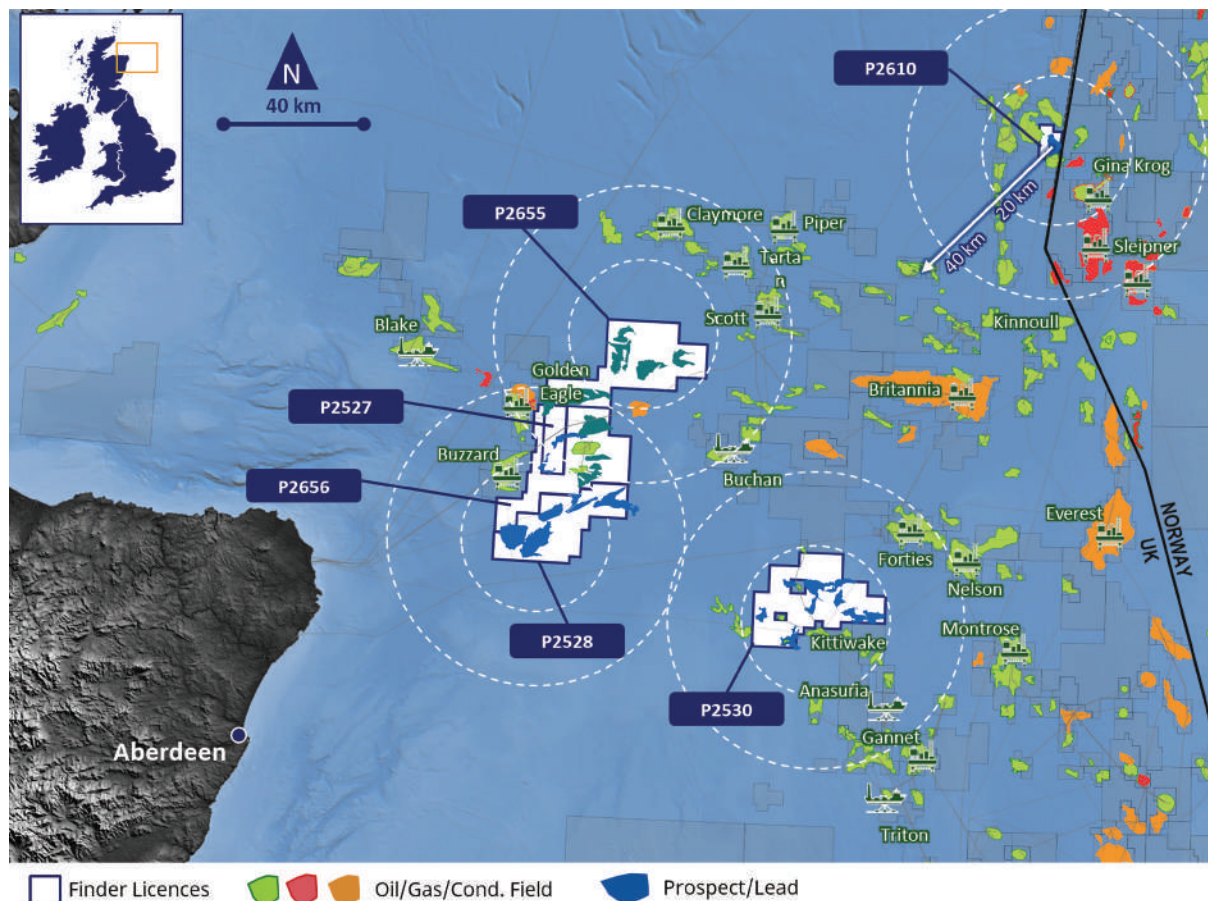 N
40 km
P2610
Gina Krog
20 km
40 km
Sleipner
P2655
Claymore
Piper
Tarta
n
Scott
Kinnoull
Blake
Golden
Eagle
Britannia
P2527
Buzzard
Buchan
P2656
Everest
NORWAY
UK
Forties
Nelson
P2528
Montrose
Kittiwake
Anasuria
P2530
Gannet
Aberdeen
Triton
Finder Licences
Oil/Gas/Cond. Field
Prospect/Lead